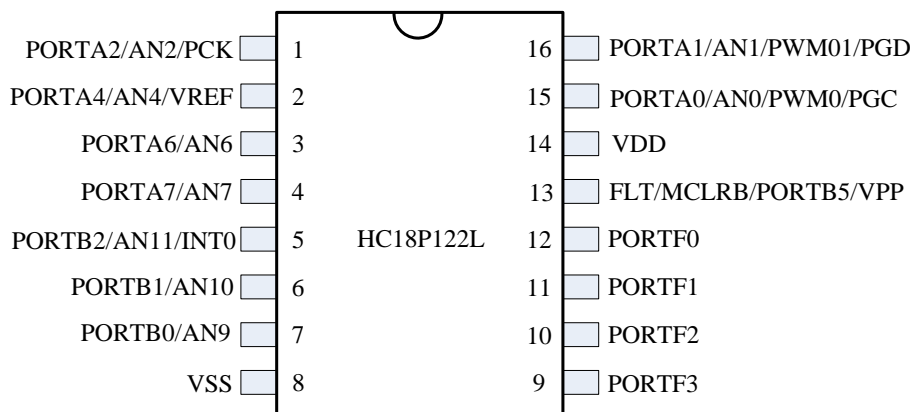 PORTA2/AN2/PCK 1 16 PORTA1/AN1/PWM01/PGD
PORTA4/AN4/VREF 2 15 PORTA0/AN0/PWM0/PGC
PORTA6/AN6 3 14 VDD
PORTA7/AN7 4 13 FLT/MCLRB/PORTB5/VPP
PORTB2/AN11/INT0 5 HC18P122L 12 PORTF0
PORTB1/AN10 6 11 PORTF1
PORTB0/AN9 7 10 PORTF2
VSS 8 9 PORTF3